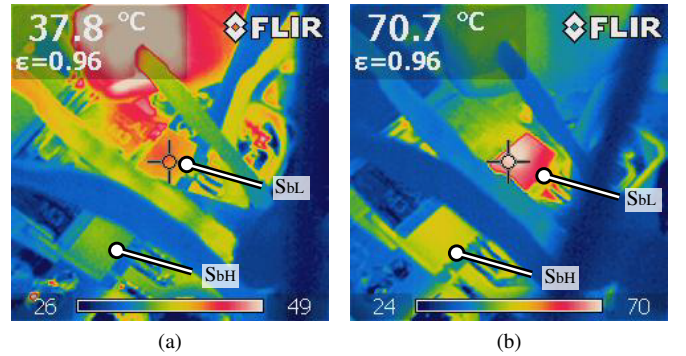 37.8 °C
ε=0.96
FLIR
SbL
SbH
26
49
(a)
70.7 °C
ε=0.96
FLIR
SbL
SbH
24
70
(b)